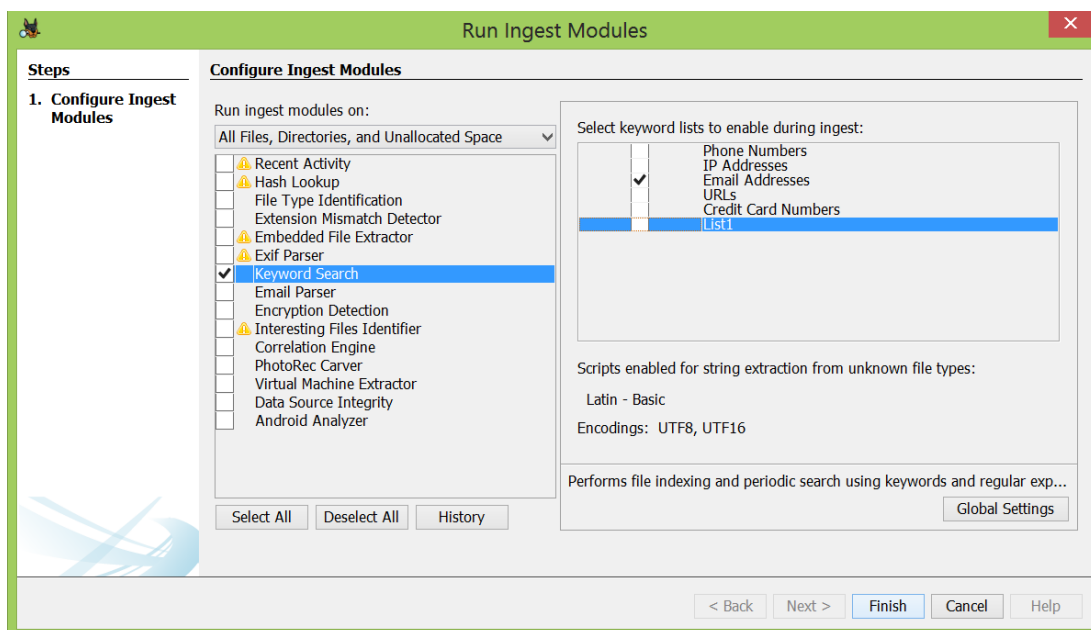 Run Ingest Modules
Steps
1. Configure Ingest
Modules
Configure Ingest Modules
Run ingest modules on:
All Files, Directories, and Unallocated Space
Recent Activity
Hash Lookup
File Type Identification
Extension Mismatch Detector
Embedded File Extractor
Exif Parser
Keyword Search
Email Parser
Encryption Detection
Interesting Files Identifier
Correlation Engine
PhotoRec Carver
Virtual Machine Extractor
Data Source Integrity
Android Analyzer
Select All Deselect All History
Select keyword lists to enable during ingest:
Phone Numbers
IP Addresses
Email Addresses
URLs
Credit Card Numbers
List1
Scripts enabled for string extraction from unknown file types:
Latin - Basic
Encodings: UTF8, UTF16
Performs file indexing and periodic search using keywords and regular exp...
Global Settings
< Back Next > Finish Cancel Help